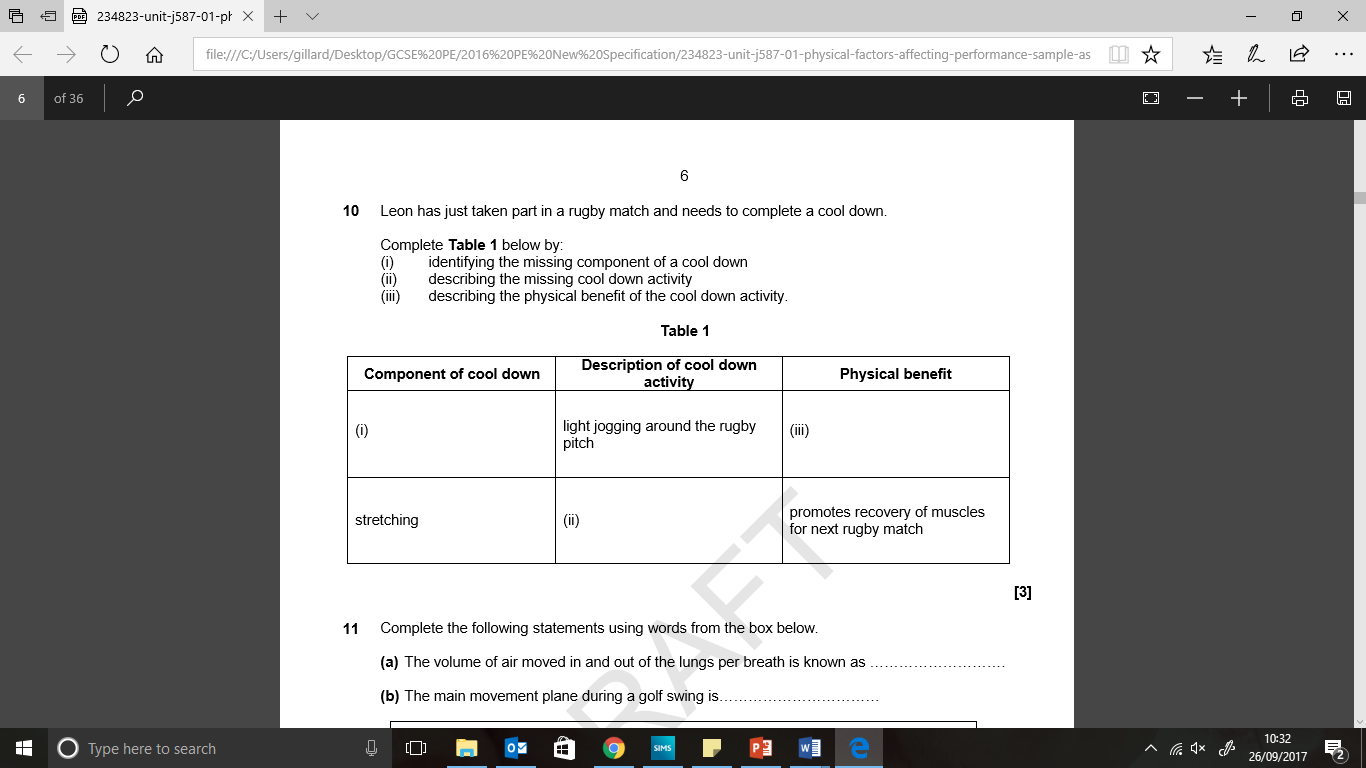 234823-unit-j587-01-ph
file:///C:/Users/gillard/Desktop/GCSE%20PE/2016%20PE%20New%20Specification/234823-unit-j587-01-physical-factors-affecting-performance-sample-as
6 of 36
6
10 Leon has just taken part in a rugby match and needs to complete a cool down.
Complete Table 1 below by:
(i) identifying the missing component of a cool down
(ii) describing the missing cool down activity
(iii) describing the physical benefit of the cool down activity.
Table 1
Component of cool down
Description of cool down
activity
Physical benefit
(i)
light jogging around the rugby
pitch
(iii)
stretching
(ii)
promotes recovery of muscles
for next rugby match
[3]
11 Complete the following statements using words from the box below.
(a) The volume of air moved in and out of the lungs per breath is known as ……………………….
(b) The main movement plane during a golf swing is……………………………
RAFT
Type here to search
SIMS
10:32
26/09/2017
2